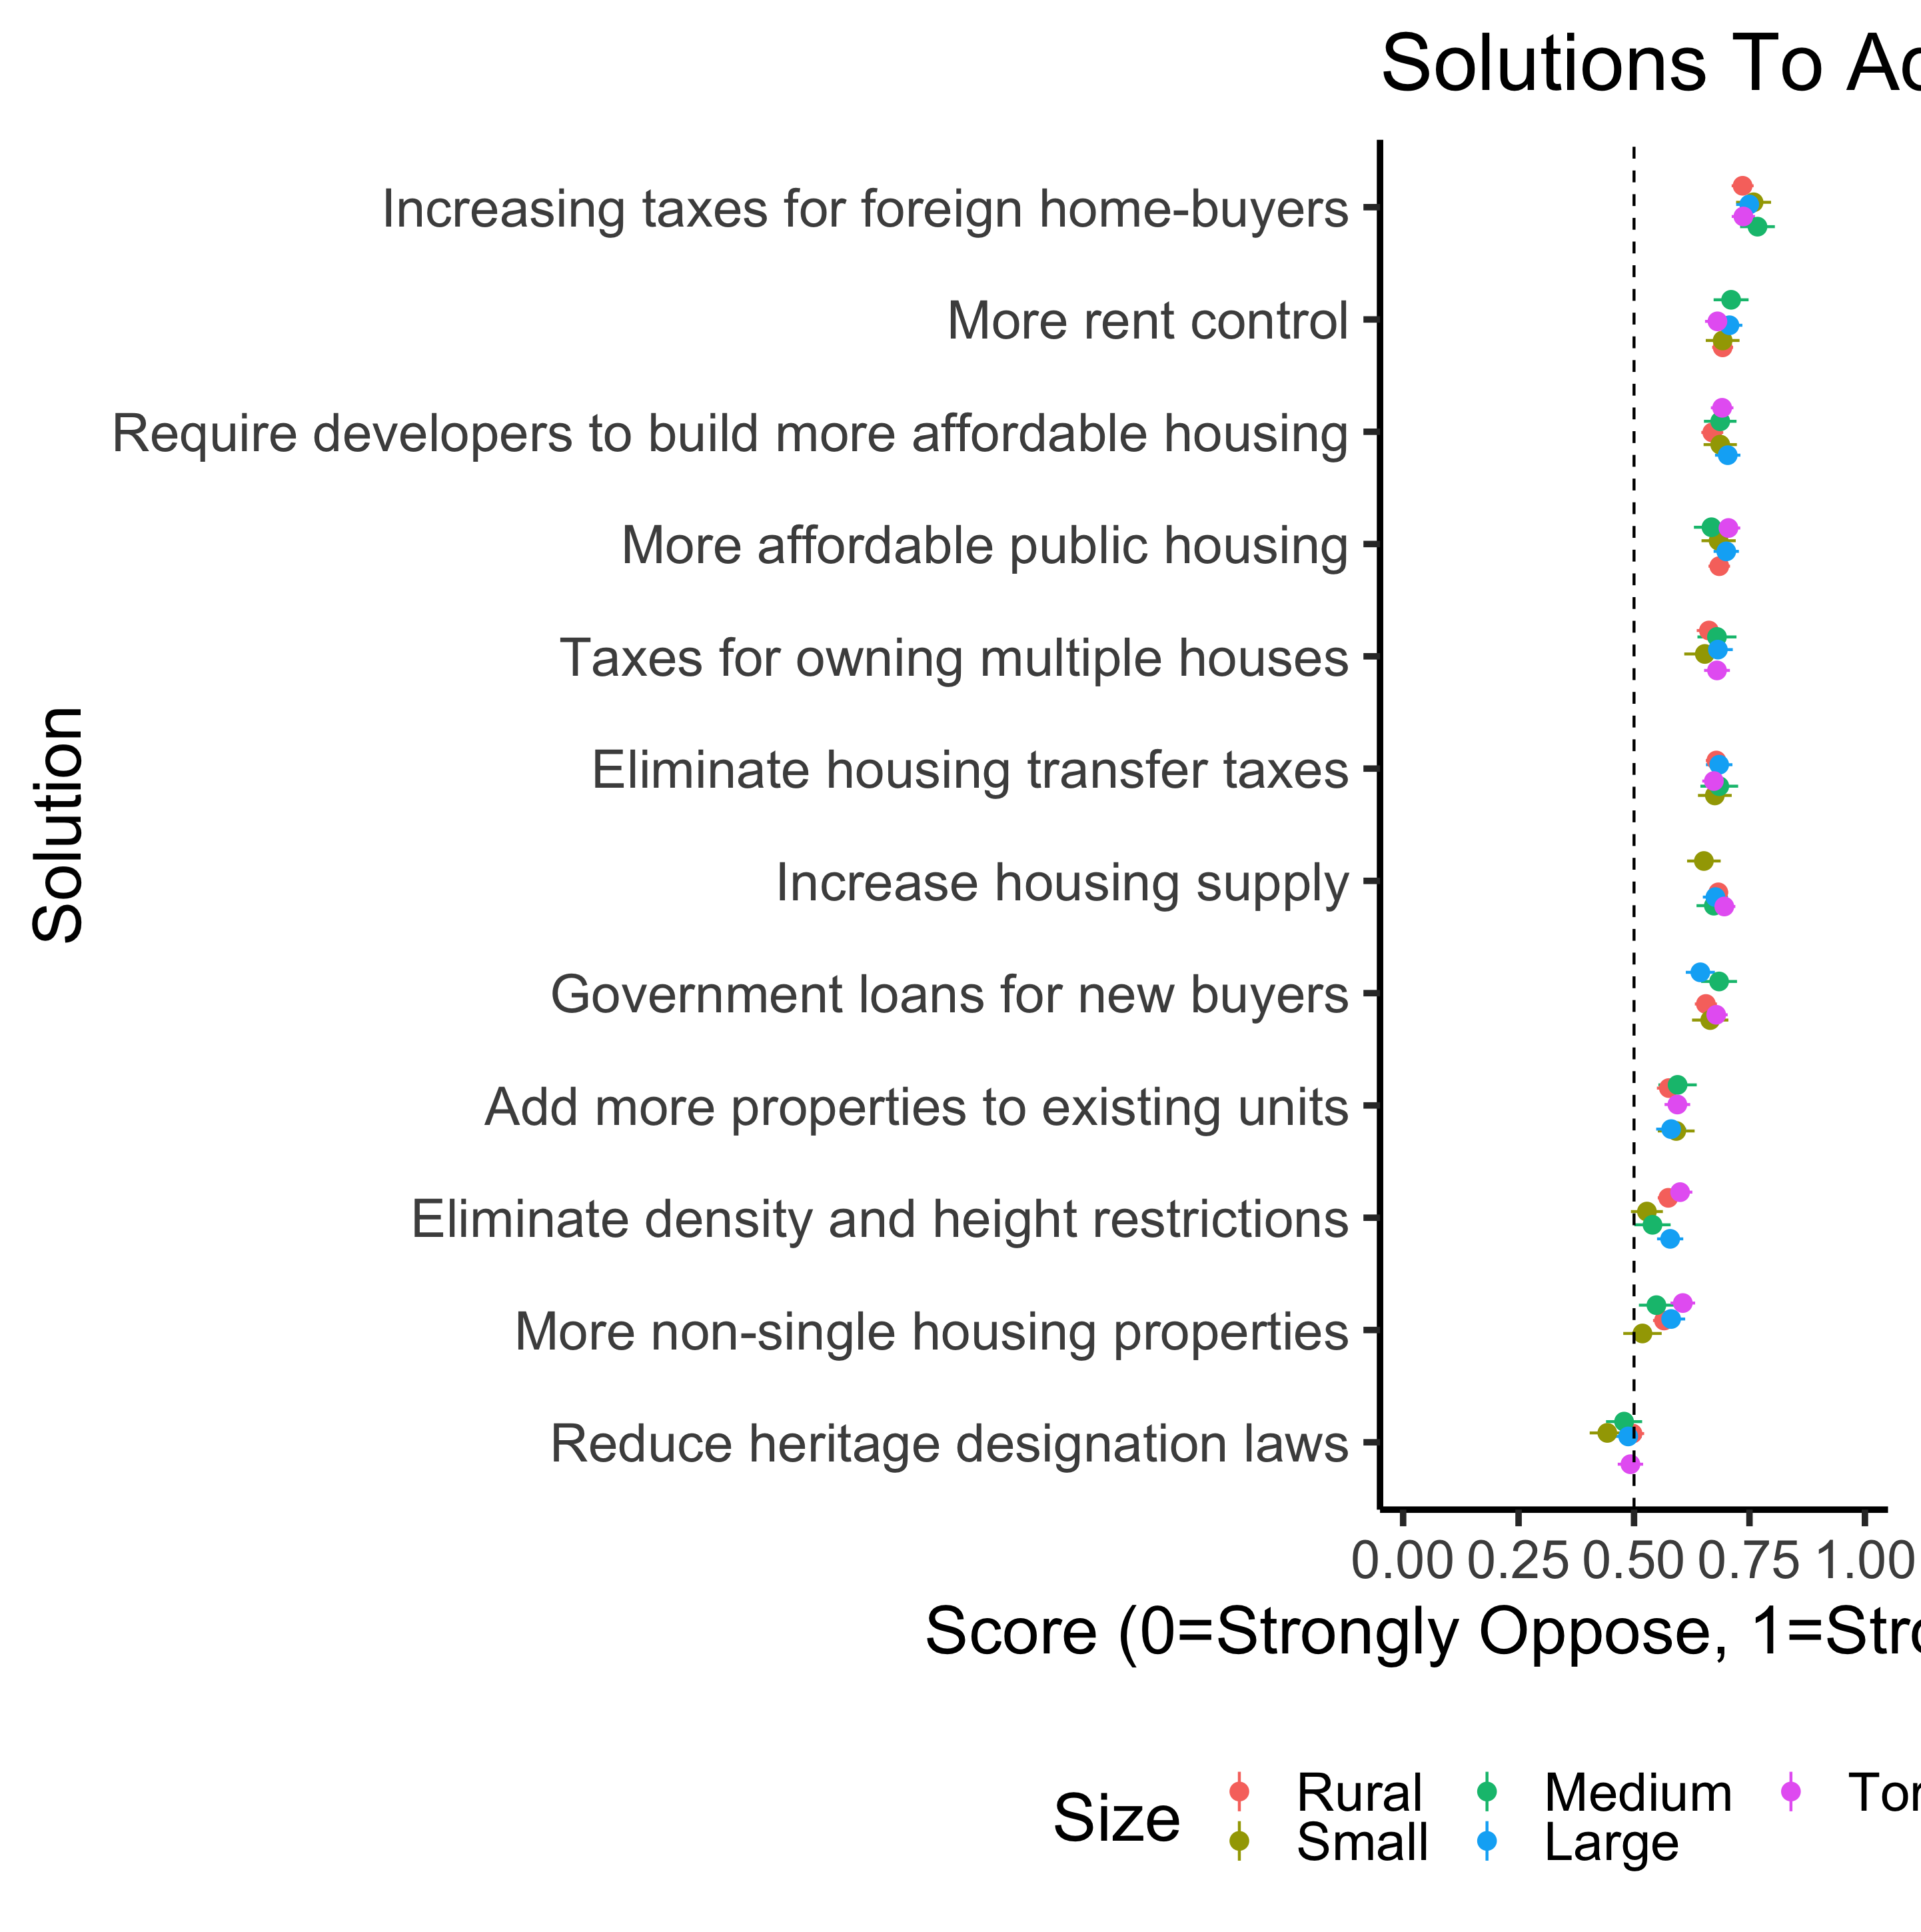 Solutions To Ad
Increasing taxes for foreign home-buyers
More rent control
Require developers to build more affordable housing
More affordable public housing
Taxes for owning multiple houses
Eliminate housing transfer taxes
Increase housing supply
Government loans for new buyers
Add more properties to existing units
Eliminate density and height restrictions
More non-single housing properties
Reduce heritage designation laws
Solution
0.00 0.25 0.50 0.75 1.00
Score (0=Strongly Oppose, 1=Stro
Size
Rural Medium Tor
Small Large